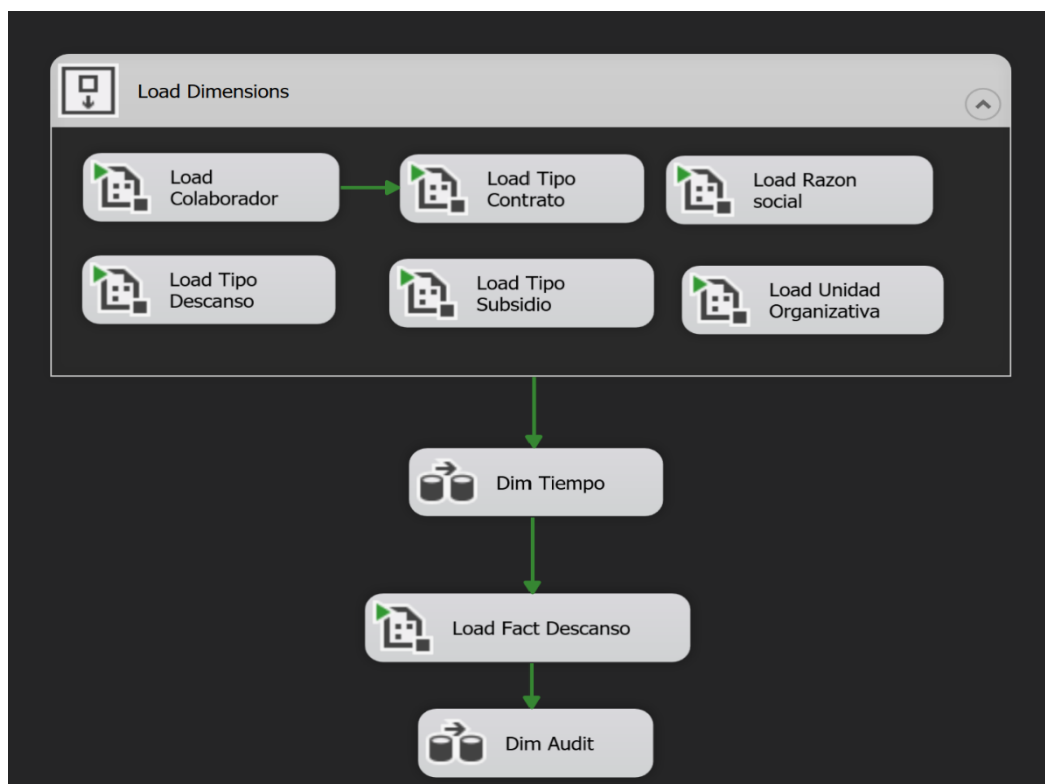 Load Dimensions
Load
Colaborador
Load Tipo
Contrato
Load Razon
social
Load Tipo
Descanso
Load Tipo
Subsidio
Load Unidad
Organizativa
Dim Tiempo
Load Fact Descanso
Dim Audit